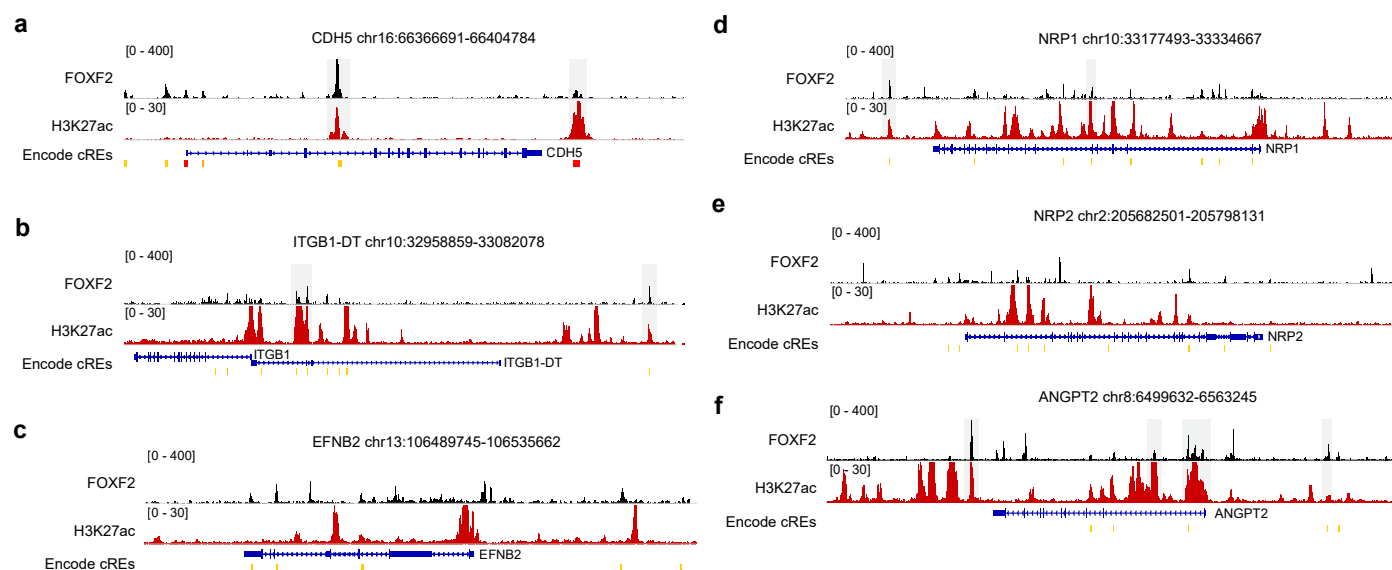 a
CDH5 chr16:66366691-66404784
[0 - 400]
FOXF2
[0 - 30]
H3K27ac
CDH5
Encode cREs
b
ITGB1-DT chr10:32958859-33082078
[0 - 400]
FOXF2
[0 - 30]
H3K27ac
ITGB1
ITGB1-DT
Encode cREs
c
EFNB2 chr13:106489745-106535662
[0 - 400]
FOXF2
[0 - 30]
H3K27ac
EFNB2
Encode cREs
d
NRP1 chr10:33177493-33334667
[0 - 400]
FOXF2
[0 - 30]
H3K27ac
NRP1
Encode cREs
e
NRP2 chr2:205682501-205798131
[0 - 400]
FOXF2
[0 - 30]
H3K27ac
NRP2
Encode cREs
f
ANGPT2 chr8:6499632-6563245
[0 - 400]
FOXF2
[0 - 30]
H3K27ac
ANGPT2
Encode cREs